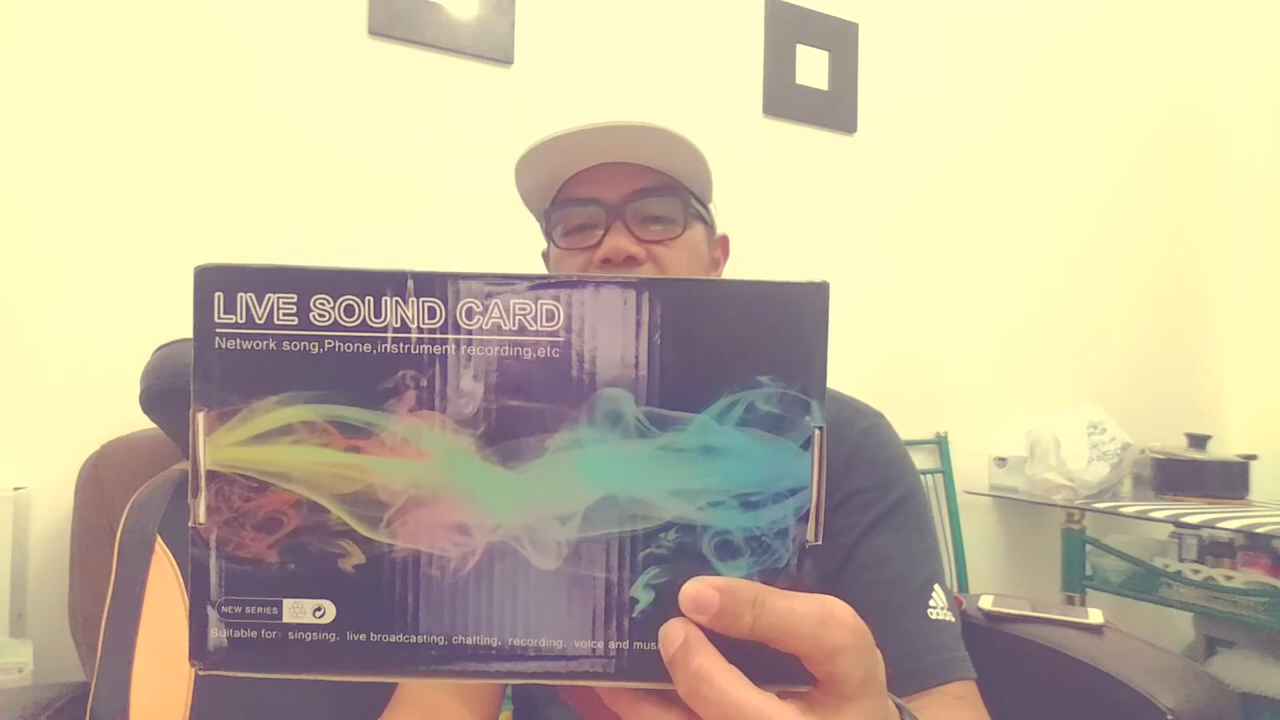 LIVE SOUND CARD
Network song,Phone,instrument recording,etc
NEW SERIES
Suitable for singsing, live broadcasting, chatting, recording, voice and
adidas